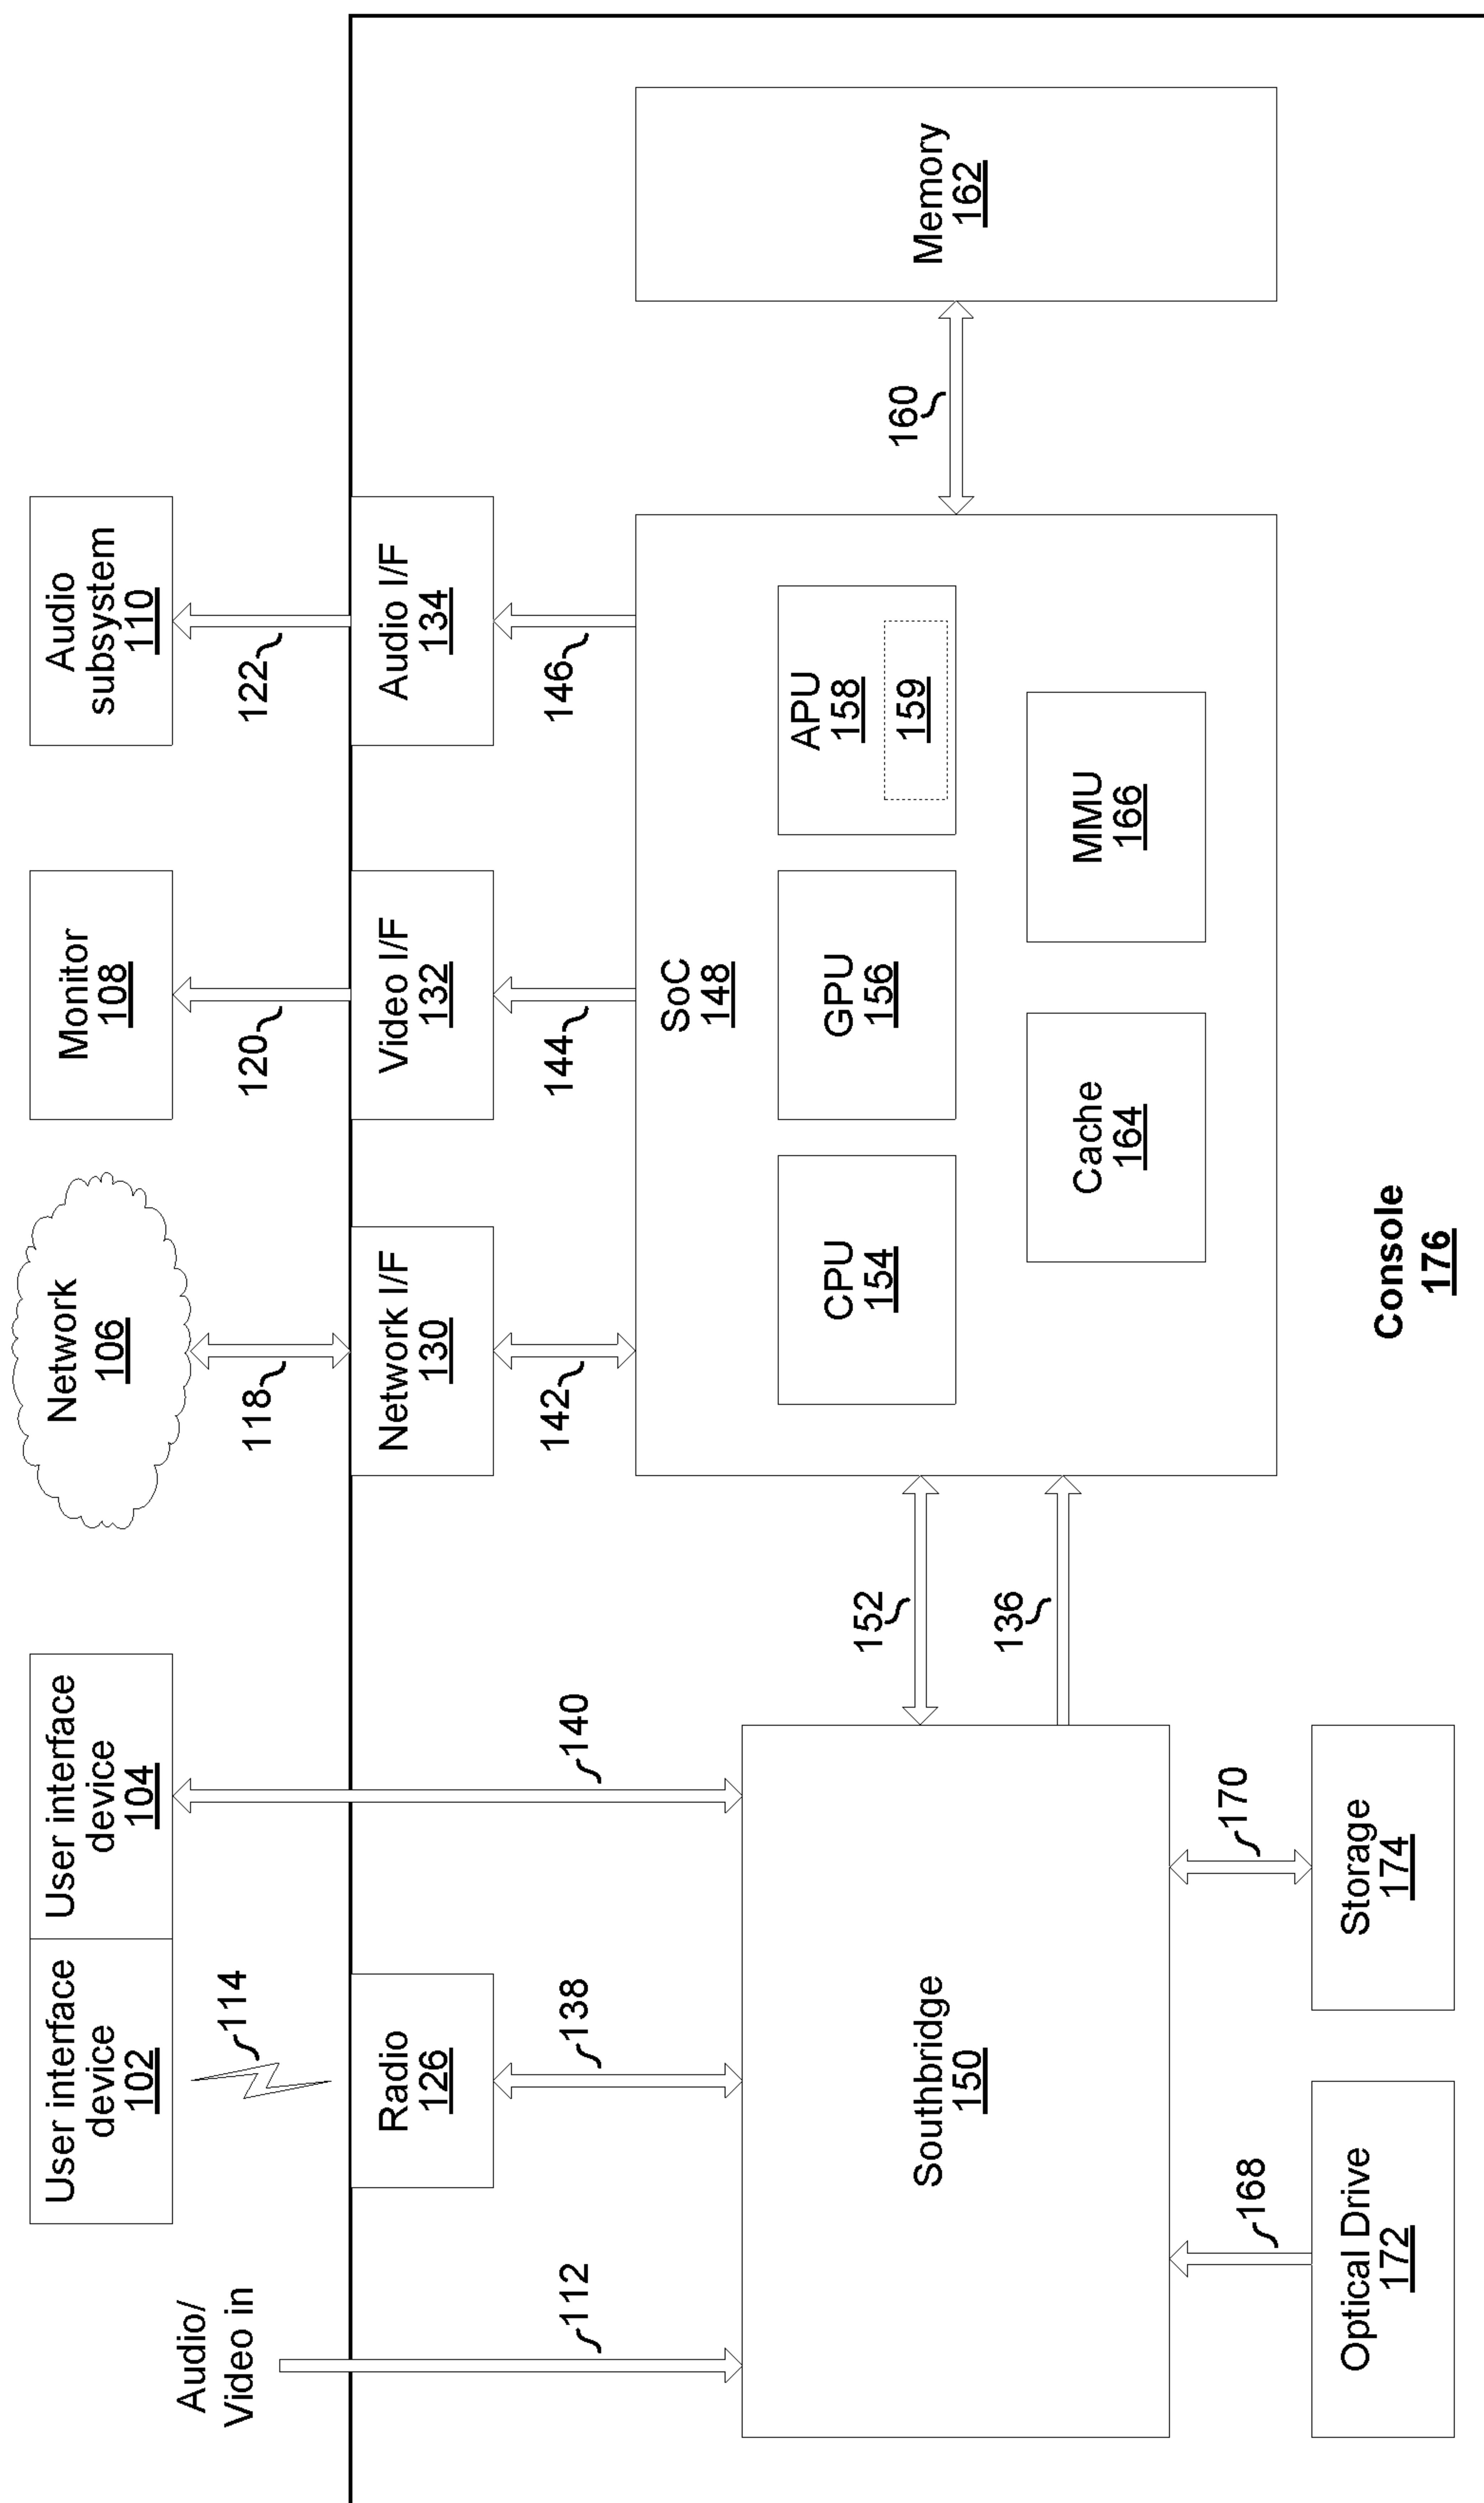 Audio/
Video in
User interface
device
102
User interface
device
104
Network
106
Monitor
108
Audio
subsystem
110
114
118
120
122
Radio
126
Network I/F
130
Video I/F
132
Audio I/F
134
112
138
140
142
144
146
SoC
148
CPU
154
GPU
156
APU
158
159
Cache
164
MMU
166
152
136
160
Memory
162
Southbridge
150
168
170
Optical Drive
172
Storage
174
Console
176